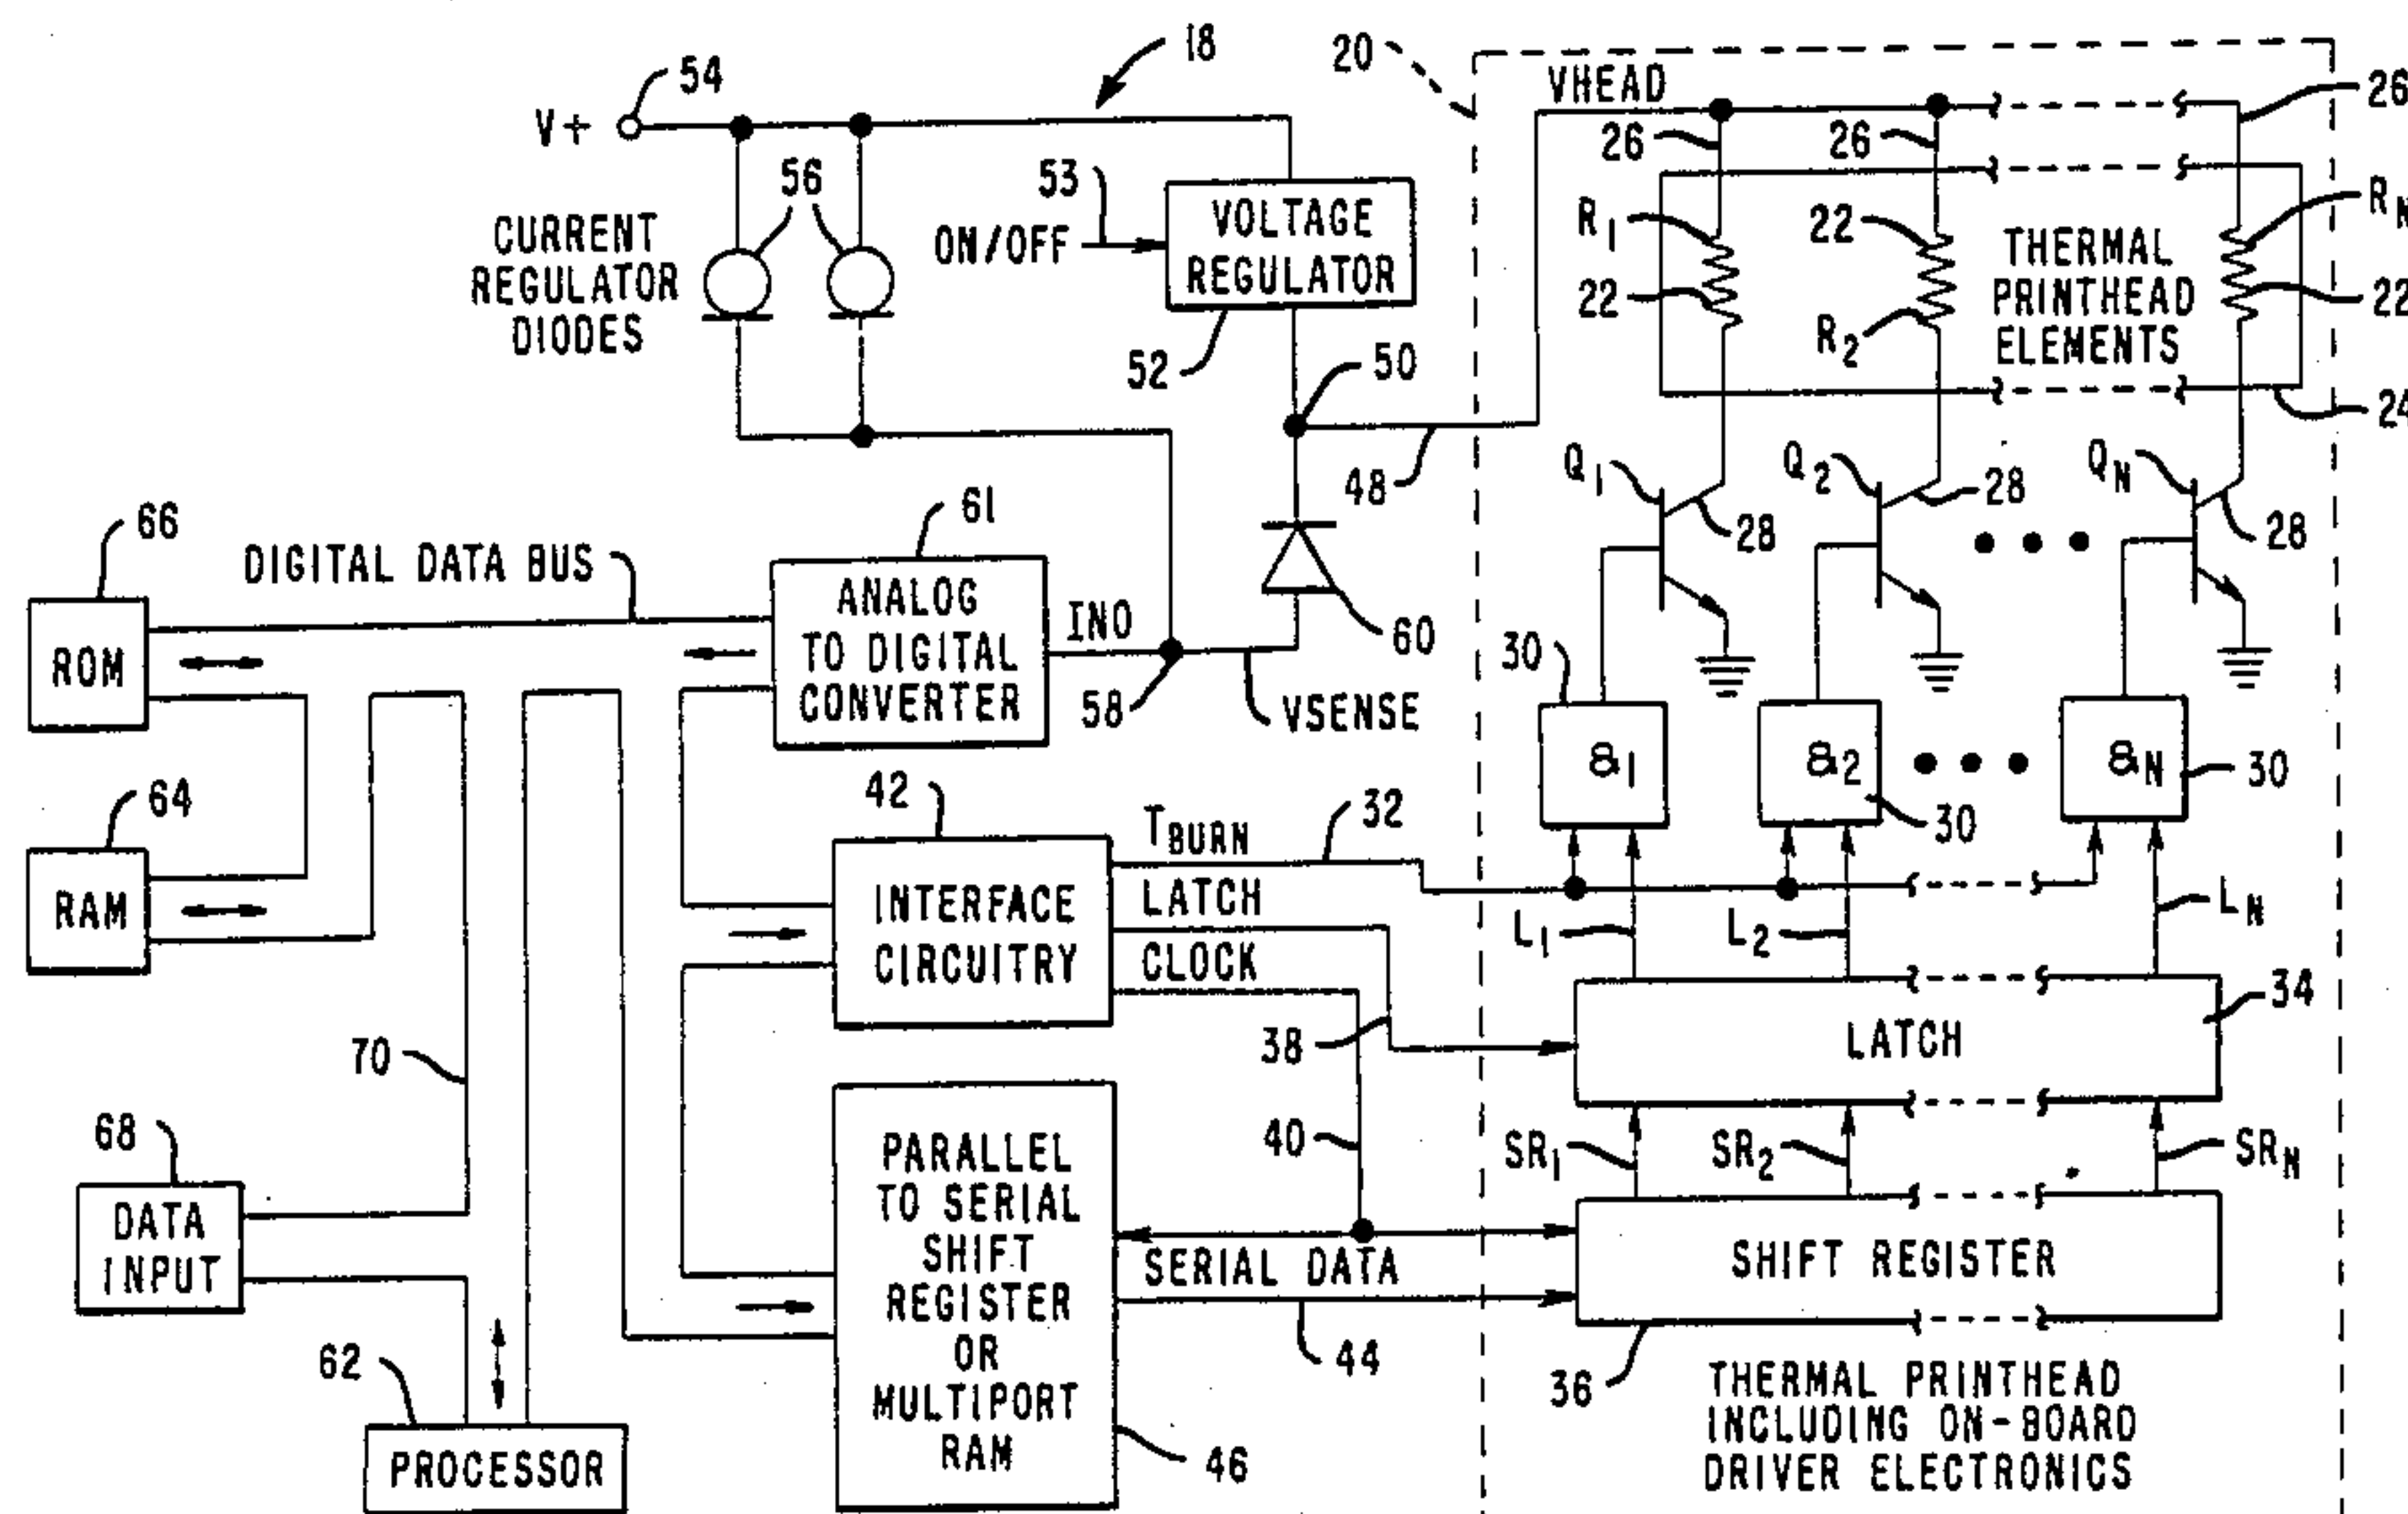 18
20
54
V+
VHEAD
26
26
26
53
56
CURRENT
REGULATOR
DIODES
ON/OFF
VOLTAGE
REGULATOR
52
50
48
R1
22
22
R2
THERMAL
PRINTHEAD
ELEMENTS
RN
22
24
Q1
28
Q2
28
QN
28
66
ROM
DIGITAL DATA BUS
61
ANALOG
TO DIGITAL
CONVERTER
INO
58
VSENSE
60
30
&1
&2
30
&N
30
64
RAM
42
INTERFACE
CIRCUITRY
TBURN
32
LATCH
CLOCK
38
40
L1
L2
LN
LATCH
34
70
68
DATA
INPUT
62
PROCESSOR
PARALLEL
TO SERIAL
SHIFT
REGISTER
OR
MULTIPORT
RAM
46
SERIAL DATA
44
SR1
SR2
SRN
SHIFT REGISTER
36
THERMAL PRINTHEAD
INCLUDING ON-BOARD
DRIVER ELECTRONICS